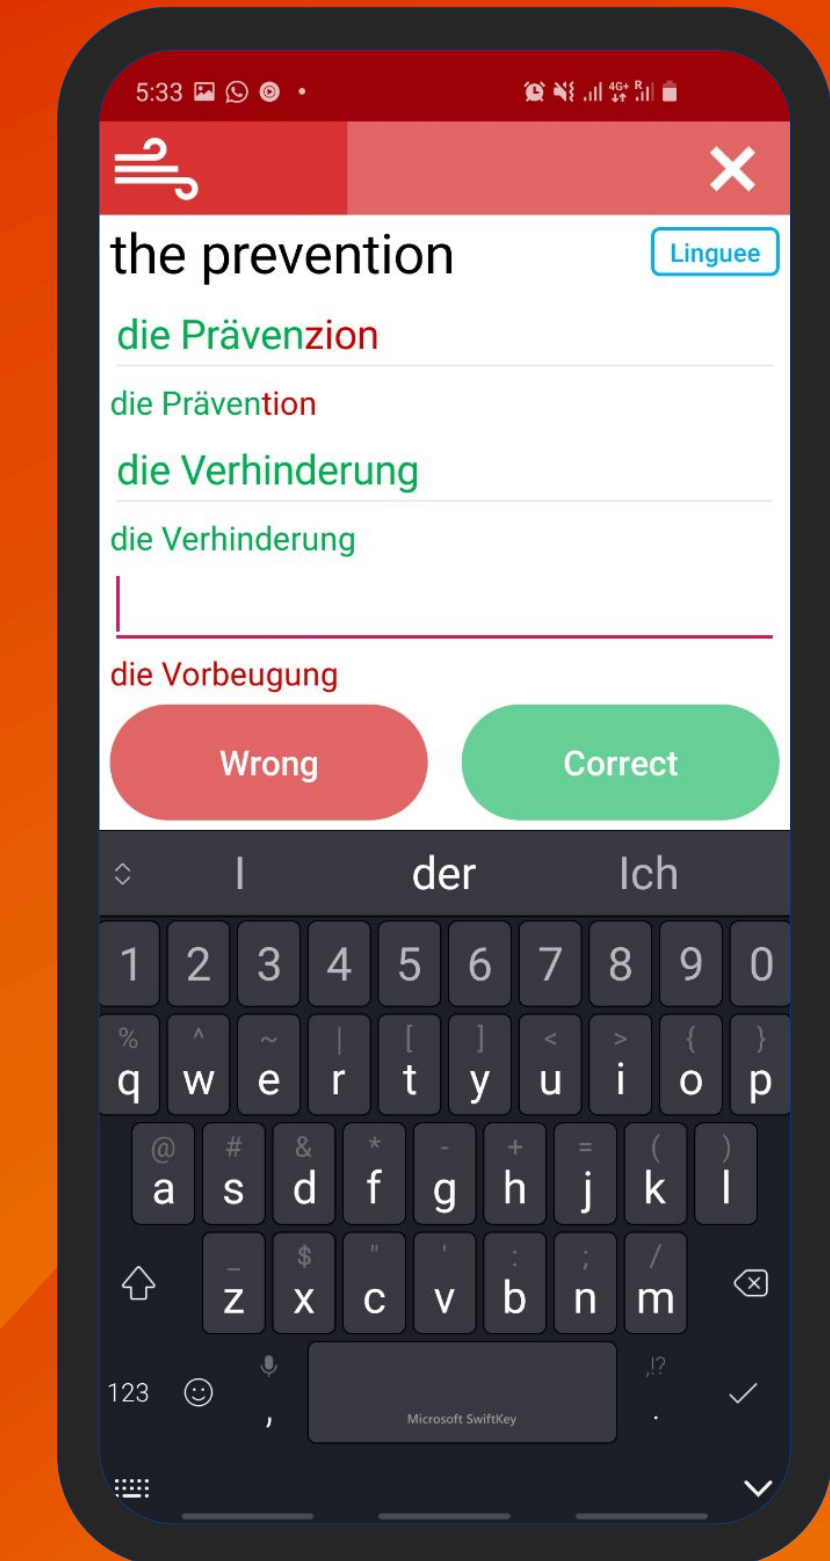 5:33 4G+ R
the prevention Linguee
die Prävenzion
die Prävention
die Verhinderung
die Verhinderung
die Vorbeugung
Wrong Correct
I der Ich
1 2 3 4 5 6 7 8 9 0
% ^ ~ | [ ] < > { }
q w e r t y u i o p
@ # & * - + = ( )
a s d f g h j k l
_ $ " ' : ; /
z x c v b n m
,!?
123 , Microsoft SwiftKey .